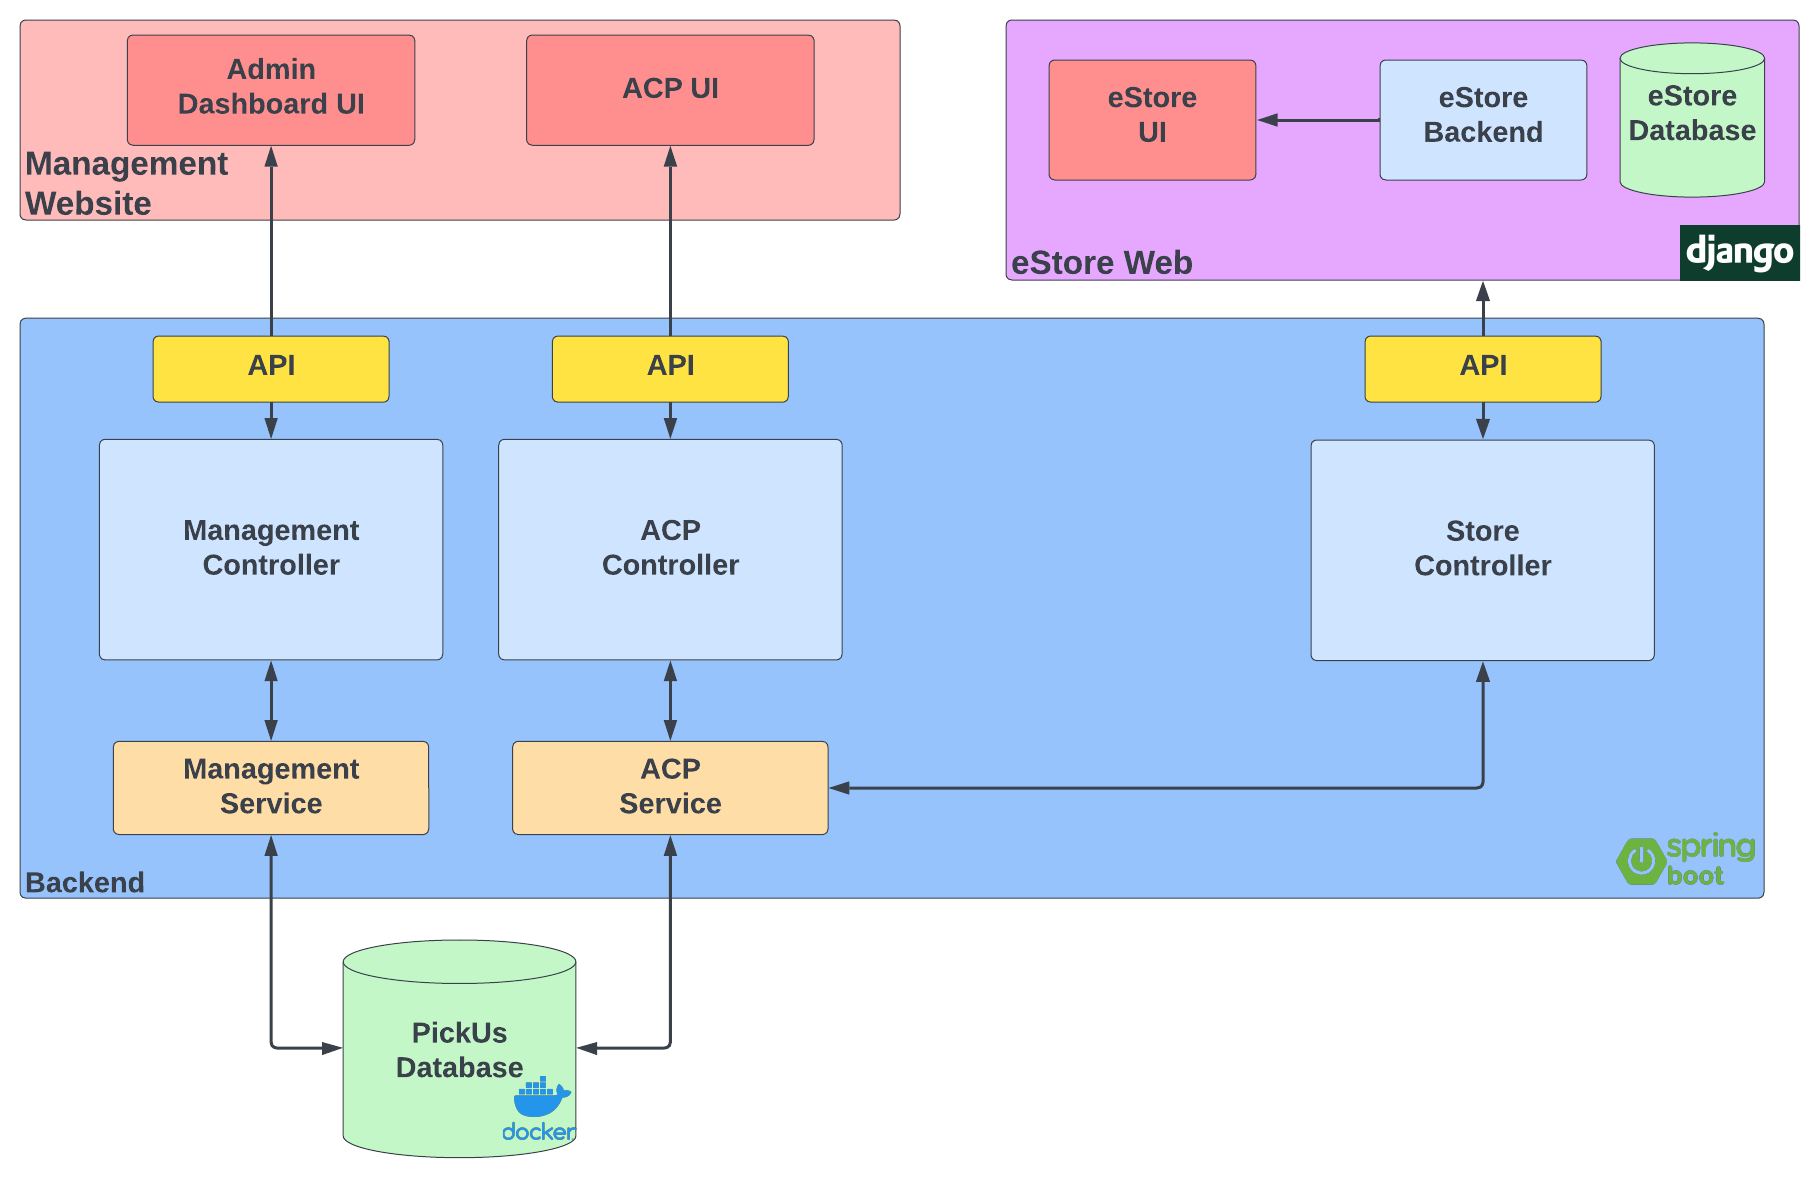 Admin
Dashboard UI
ACP UI
Management
Website
eStore
UI
eStore
Backend
eStore
Database
eStore Web
django
API
API
API
Management
Controller
ACP
Controller
Store
Controller
Management
Service
ACP
Service
Backend
spring
boot
PickUs
Database
docker